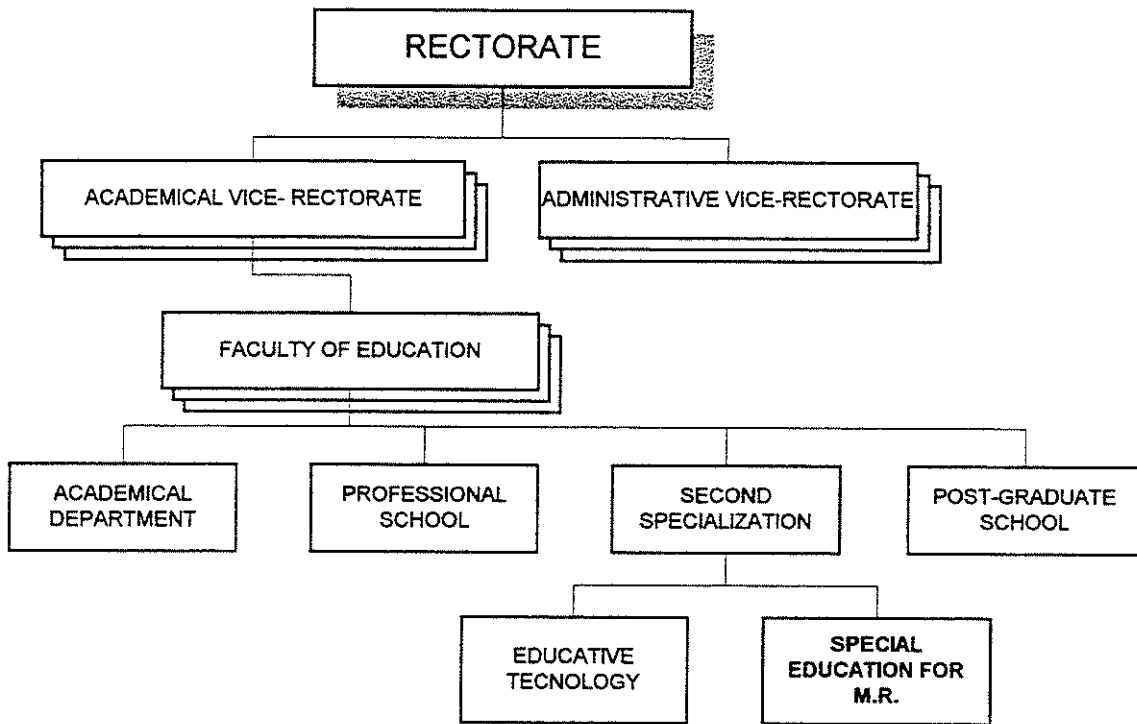 RECTORATE
ACADEMICAL VICE- RECTORATE
ADMINISTRATIVE VICE-RECTORATE
FACULTY OF EDUCATION
ACADEMICAL
DEPARTMENT
PROFESSIONAL
SCHOOL
SECOND
SPECIALIZATION
POST-GRADUATE
SCHOOL
EDUCATIVE
TECNOLOGY
SPECIAL
EDUCATION FOR
M.R.